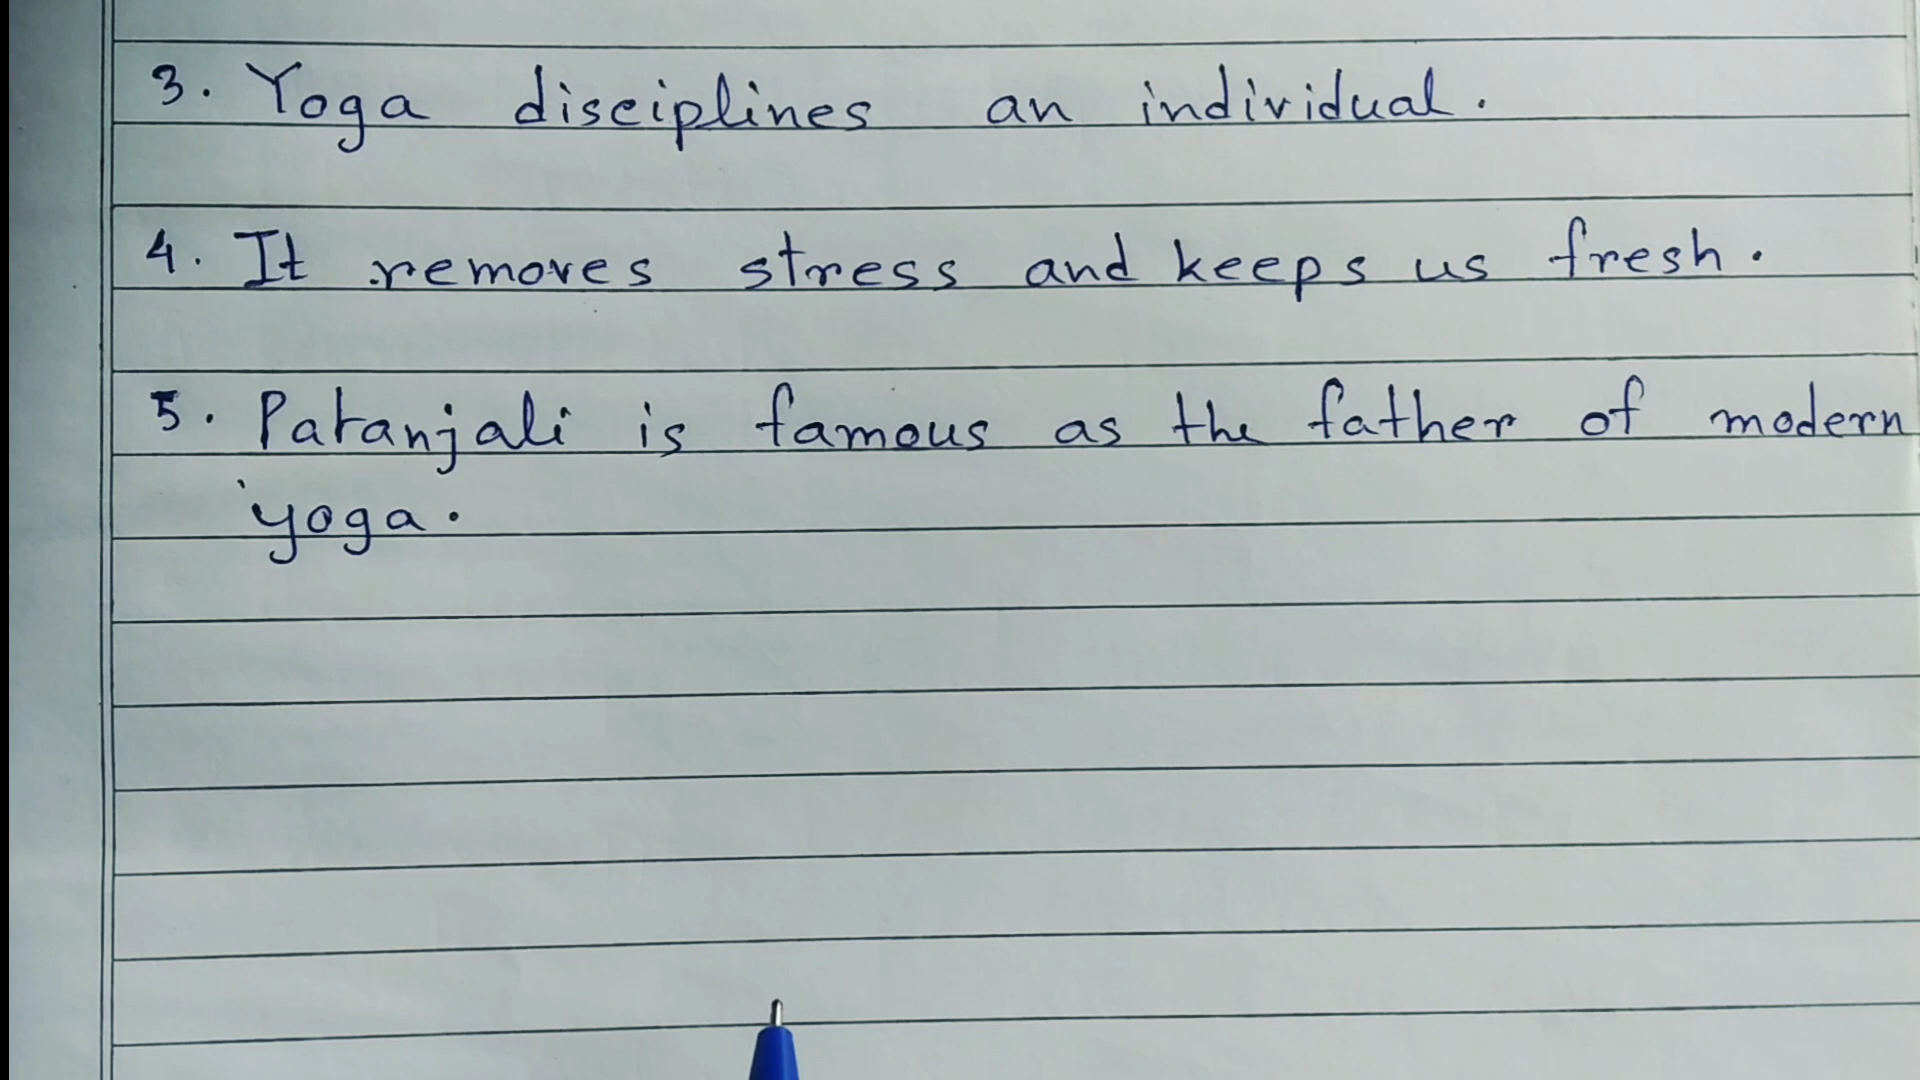 3. Yoga disciplines an individual.
4. It removes stress and keeps us fresh.
5. Patanjali is famous as the father of modern
yoga.